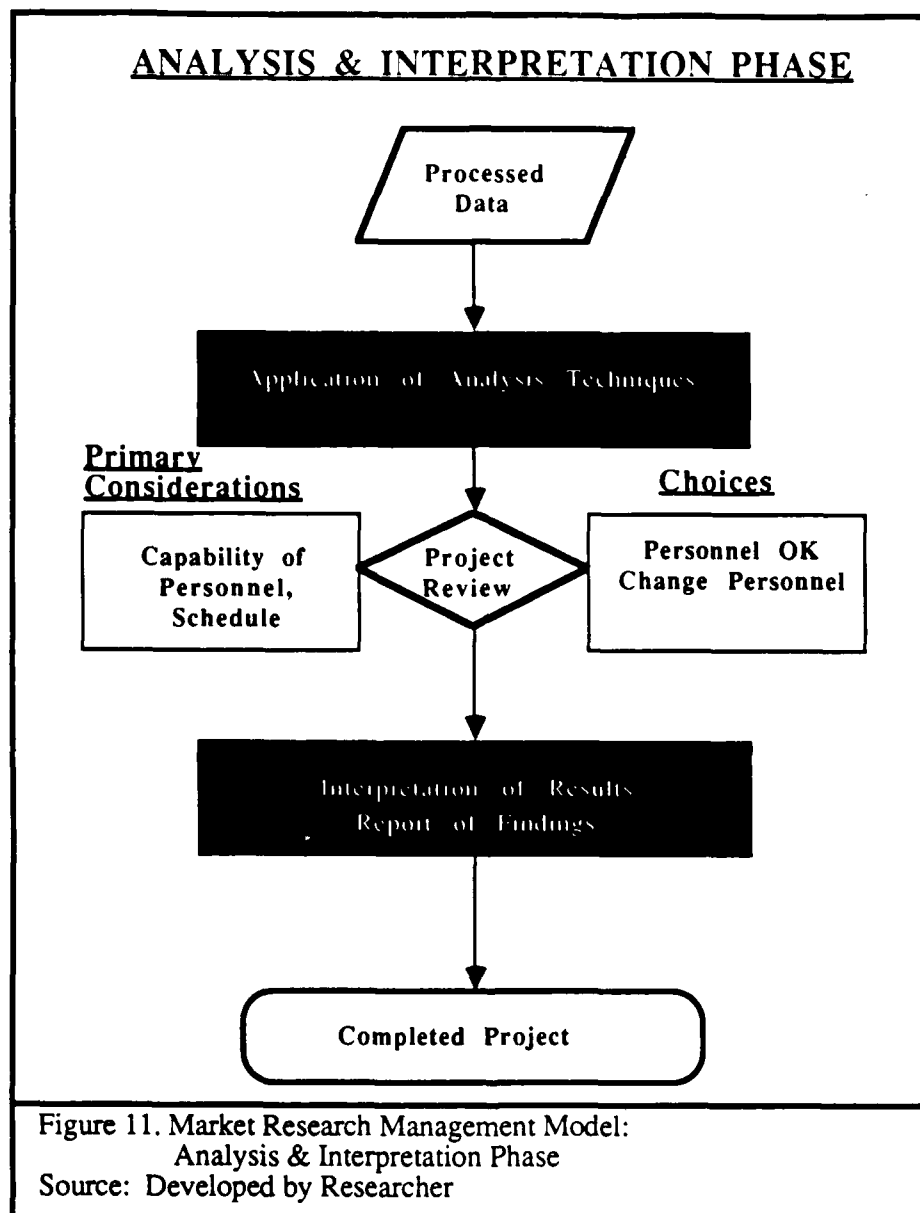 ANALYSIS & INTERPRETATION PHASE
Processed
Data
Application of Analysis Techniques
Primary
Considerations
Choices
Capability of
Personnel,
Schedule
Project
Review
Personnel OK
Change Personnel
Interpretation of Results
Report of Findings
Completed Project
Figure 11. Market Research Management Model:
Analysis & Interpretation Phase
Source: Developed by Researcher